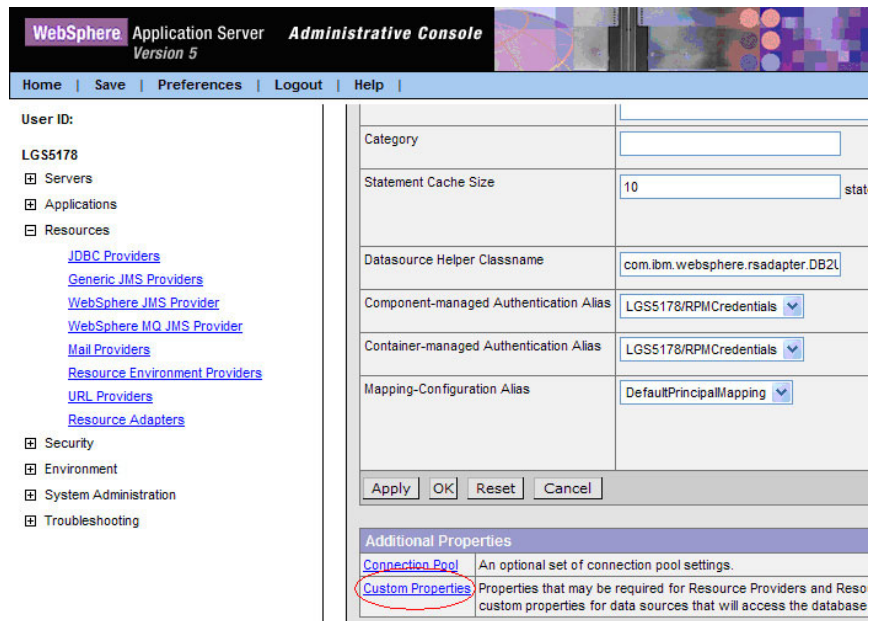 WebSphere Application Server Administrative Console
Version 5
Home | Save | Preferences | Logout | Help |
User ID:
LGS5178
Servers
Applications
Resources
JDBC Providers
Generic JMS Providers
WebSphere JMS Provider
WebSphere MQ JMS Provider
Mail Providers
Resource Environment Providers
URL Providers
Resource Adapters
Security
Environment
System Administration
Troubleshooting
Category
Statement Cache Size
10
stat
Datasource Helper Classname
com.ibm.websphere.rsadapter.DB2U
Component-managed Authentication Alias
LGS5178/RPMCredentials
Container-managed Authentication Alias
LGS5178/RPMCredentials
Mapping-Configuration Alias
DefaultPrincipalMapping
Apply OK Reset Cancel
Additional Properties
Connection Pool An optional set of connection pool settings.
Custom Properties Properties that may be required for Resource Providers and Reso
custom properties for data sources that will access the database